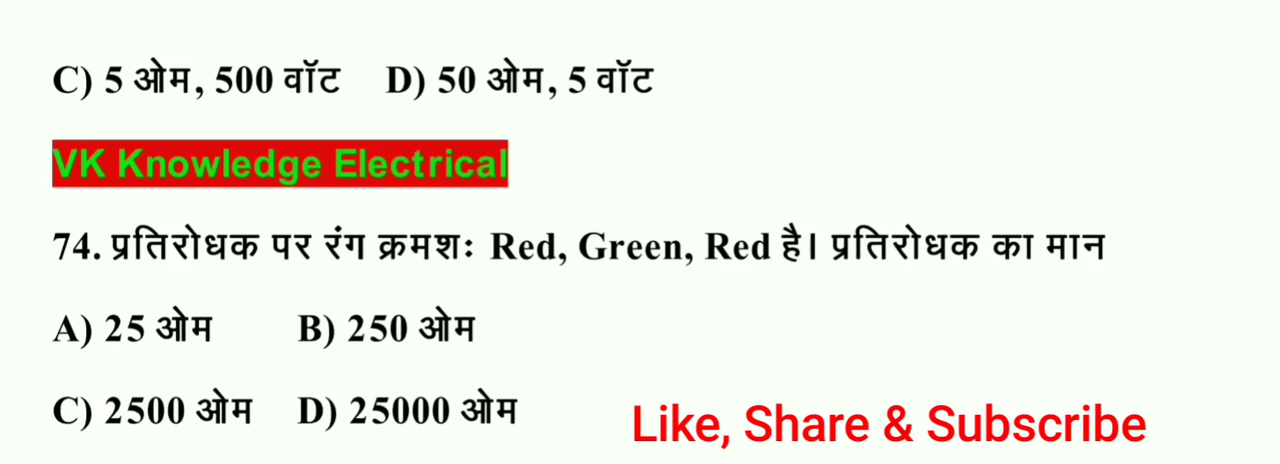 C) 5 ओम, 500 वॉट D) 50 ओम, 5 वॉट
VK Knowledge Electrical
74. प्रतिरोधक पर रंग क्रमशः Red, Green, Red है। प्रतिरोधक का मान
A) 25 ओम B) 250 ओम
C) 2500 ओम D) 25000 ओम
Like, Share & Subscribe